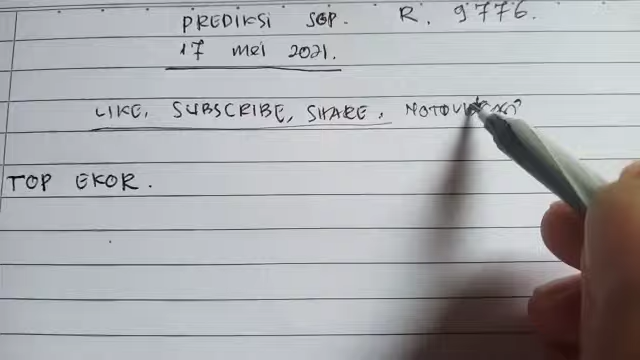 PREDIKSI SGP. R. 9776.
17 mei 2021.
LIKE, SUBSCRIBE, SHARE,
TOP EKOR.